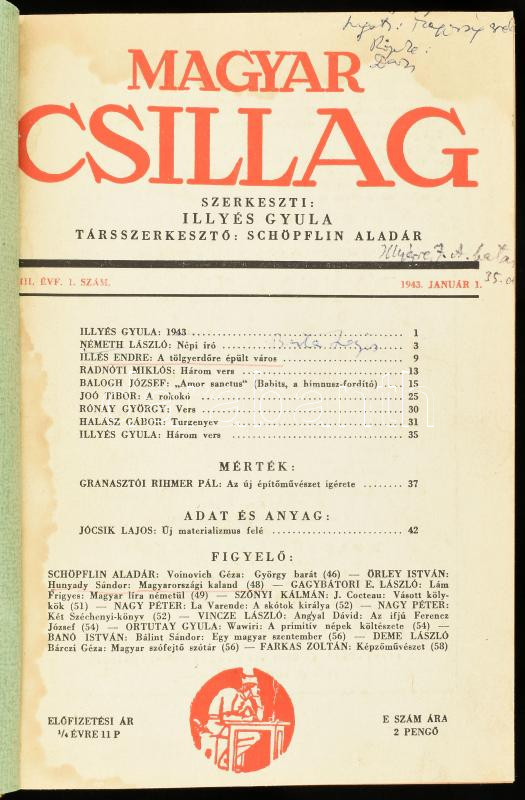 MAGYAR
CSILLAG
SZERKESZTI:
ILLYÉS GYULA
TÁRSSZERKESZTŐ: SCHÖPFLIN ALADÁR
III. ÉVF. 1. SZÁM. 1943. JANUÁR 1.
ILLYÉS GYULA: 1943 1
NÉMETH LÁSZLÓ: Népi író 3
ILLÉS ENDRE: A tölgyerdőre épült város 9
RADNÓTI MIKLÓS: Három vers 13
BALOGH JÓZSEF: „Amor sanctus" (Babits, a himnusz-fordító) 15
JOÓ TIBOR: A rokokó 25
RÓNAY GYÖRGY: Vers 30
HALÁSZ GÁBOR: Turgenyev 31
ILLYÉS GYULA: Három vers 35
MÉRTÉK:
GRANASZTÓI RIHMER PÁL: Az új építőművészet igérete 37
ADAT ÉS ANYAG:
JÓCSIK LAJOS: Új materializmus felé 42
FIGYELŐ:
SCHÖPFLIN ALADÁR: Voinovich Géza: György barát (46) — ÖRLEY ISTVÁN:
Hunyady Sándor: Magyarországi kaland (48) — GAGYBÁTORI E. LÁSZLÓ: Lám
Frigyes: Magyar líra németül (49) — SZŐNYI KÁLMÁN: J. Cocteau: Vásott köly-
kök (51) — NAGY PÉTER: La Varende: A skótok királya (52) — NAGY PÉTER:
Két Széchenyi-könyv (52) — VINCZE LÁSZLÓ: Angyal Dávid: Az ifjú Ferenc
József (54) — ORTUTAY GYULA: Wawiri: A primitív népek költészete (54) —
BANÓ ISTVÁN: Bálint Sándor: Egy magyar szentember (56) — DEME LÁSZLÓ
Bárczi Géza: Magyar szófejtő szótár (56) — FARKAS ZOLTÁN: Képzőművészet (58)
ELŐFIZETÉSI ÁR
¼ ÉVRE 11 P
E SZÁM ÁRA
2 PENGŐ